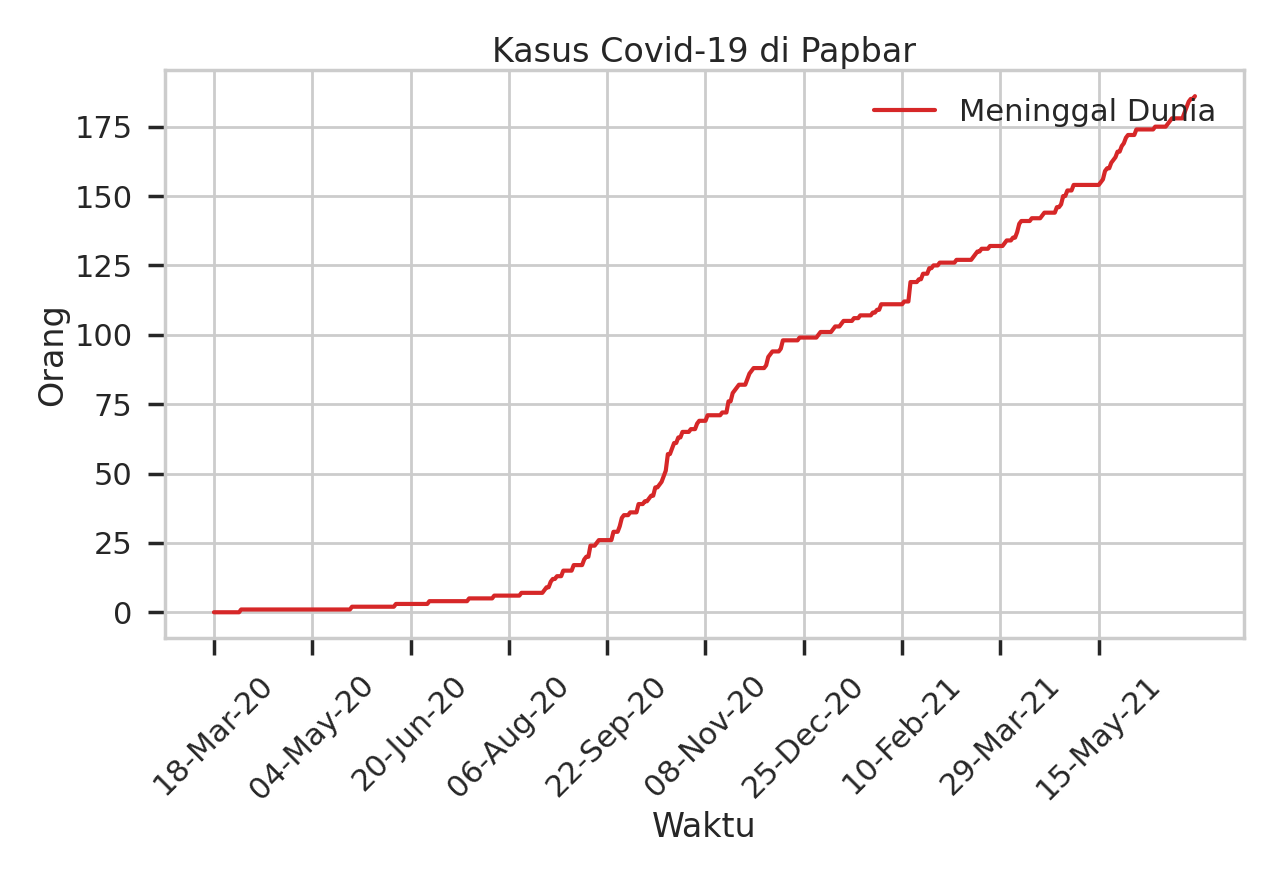 Kasus Covid-19 di Papbar
Meninggal Dunia
Orang
175
150
125
100
75
50
25
0
18-Mar-20
04-May-20
20-Jun-20
06-Aug-20
22-Sep-20
08-Nov-20
25-Dec-20
10-Feb-21
29-Mar-21
15-May-21
Waktu